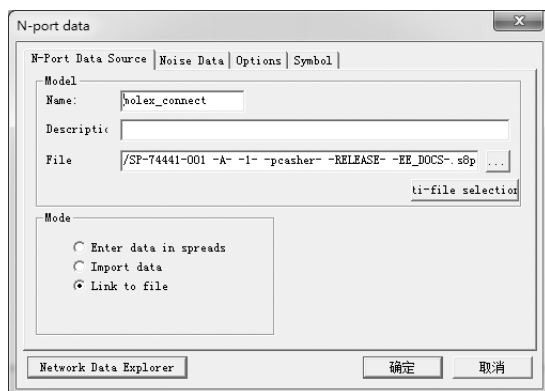 N-port data
N-Port Data Source Noise Data Options Symbol
Model
Name: molex_connect
Descriptic
File /SP-74441-001 -A- -1- -pcasher- -RELEASE- -EE_DOCS-.s8p ...
ti-file selection
Mode
Enter data in spreads
Import data
Link to file
Network Data Explorer 确定 取消